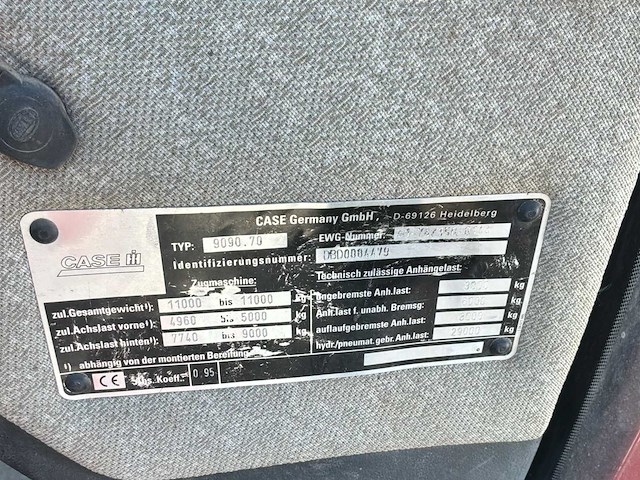 CASE Germany GmbH, D-69126 Heidelberg
TYP: 9090.70 EWG-Nummer:
CASE IH Identifizierungsnummer: DBD000
Zugmaschine: Technisch zulässige Anhängelast:
zul.Gesamtgewicht¹): 11000 bis 11000 ungebremste Anh.last: kg
zul.Achslast vorne¹): 4960 bis 5000 Anh.last f. unabh. Bremsg: kg
zul.Achslast hinten¹): 7740 bis 9000 kg auflaufgebremste Anh.last: kg
¹) abhängig von der montierten Bereifung hydr/pneumat.gebr Anh.last: 29000 kg
CE Koeff.: 0,95